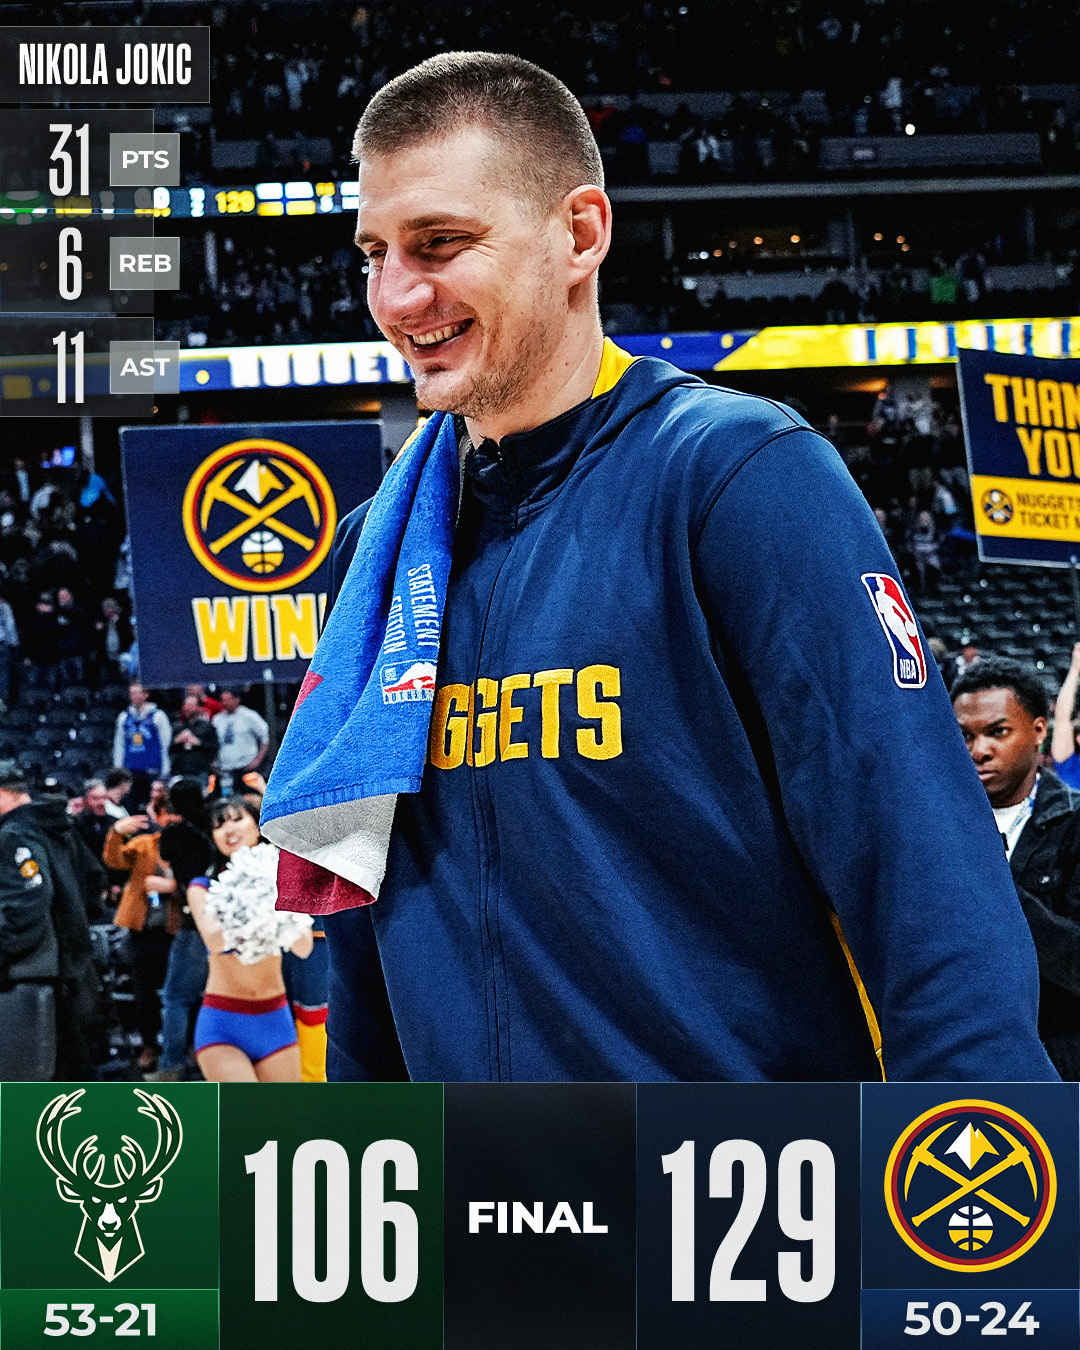 NIKOLA JOKIC
31 PTS
129
6 REB
11 AST
WIN
THAN
YOU
NUGGETS
TICKET
STATEMENT
EDITION
NBA
GGETS
106
FINAL
129
53-21
50-24